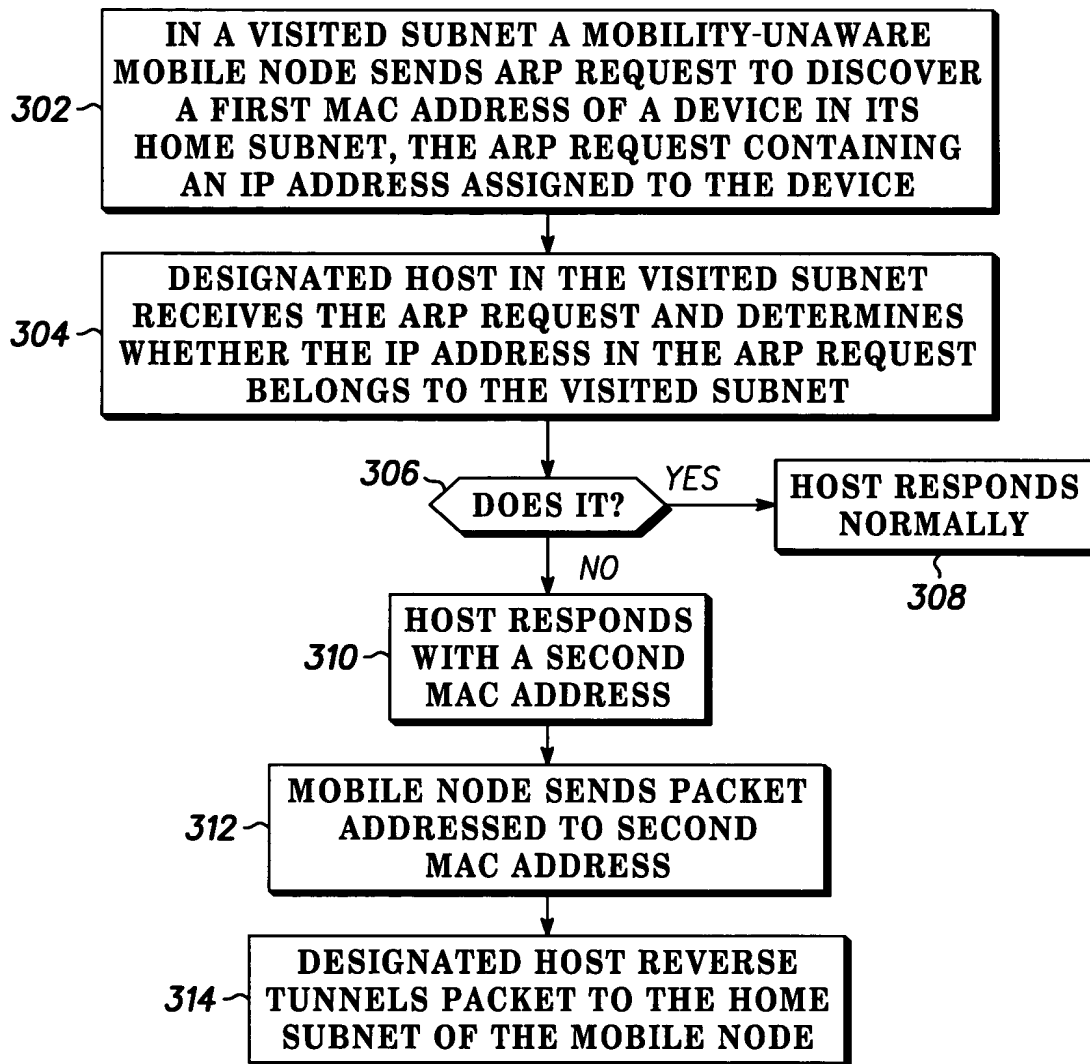 302
IN A VISITED SUBNET A MOBILITY-UNAWARE
MOBILE NODE SENDS ARP REQUEST TO DISCOVER
A FIRST MAC ADDRESS OF A DEVICE IN ITS
HOME SUBNET, THE ARP REQUEST CONTAINING
AN IP ADDRESS ASSIGNED TO THE DEVICE
304
DESIGNATED HOST IN THE VISITED SUBNET
RECEIVES THE ARP REQUEST AND DETERMINES
WHETHER THE IP ADDRESS IN THE ARP REQUEST
BELONGS TO THE VISITED SUBNET
306
DOES IT?
YES
HOST RESPONDS
NORMALLY
308
NO
310
HOST RESPONDS
WITH A SECOND
MAC ADDRESS
312
MOBILE NODE SENDS PACKET
ADDRESSED TO SECOND
MAC ADDRESS
314
DESIGNATED HOST REVERSE
TUNNELS PACKET TO THE HOME
SUBNET OF THE MOBILE NODE